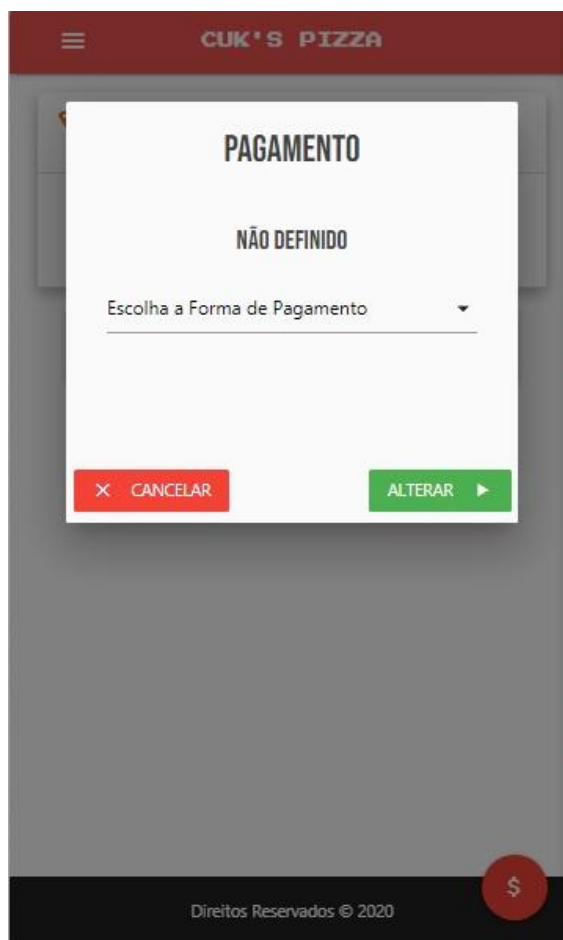 CUK'S PIZZA
PAGAMENTO
NÃO DEFINIDO
Escolha a Forma de Pagamento
CANCELAR
ALTERAR
$
Direitos Reservados © 2020